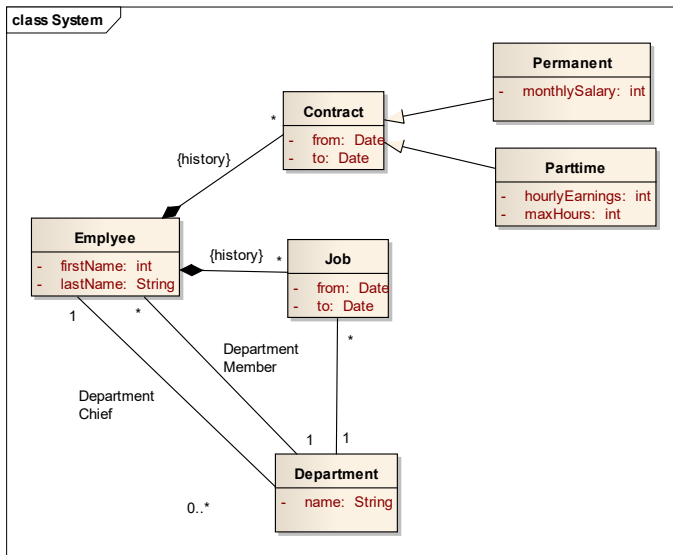 class System
Permanent
- monthlySalary: int
Contract
- from: Date
- to: Date
*
{history}
Parttime
- hourlyEarnings: int
- maxHours: int
Emplyee
- firstName: int
- lastName: String
{history}
*
Job
- from: Date
- to: Date
1
*
*
Department
Member
Department
Chief
1
1
0..*
Department
- name: String